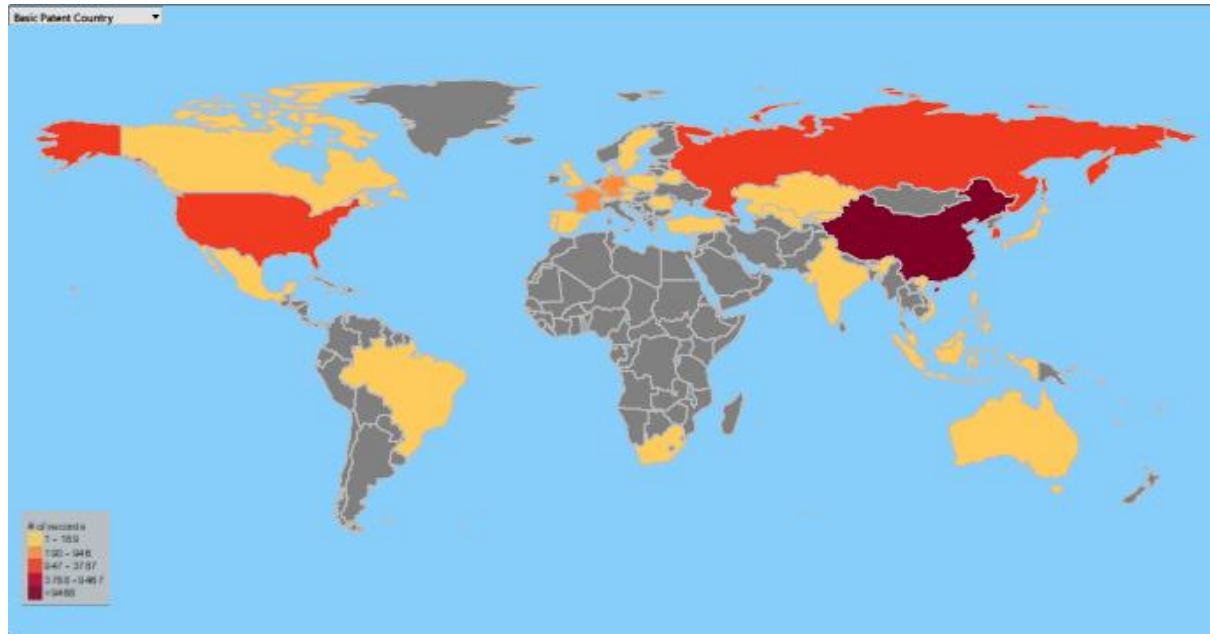 Basic Patent Country
# of records
1 - 189
190 - 946
947 - 3787
3788 - 9467
>9468